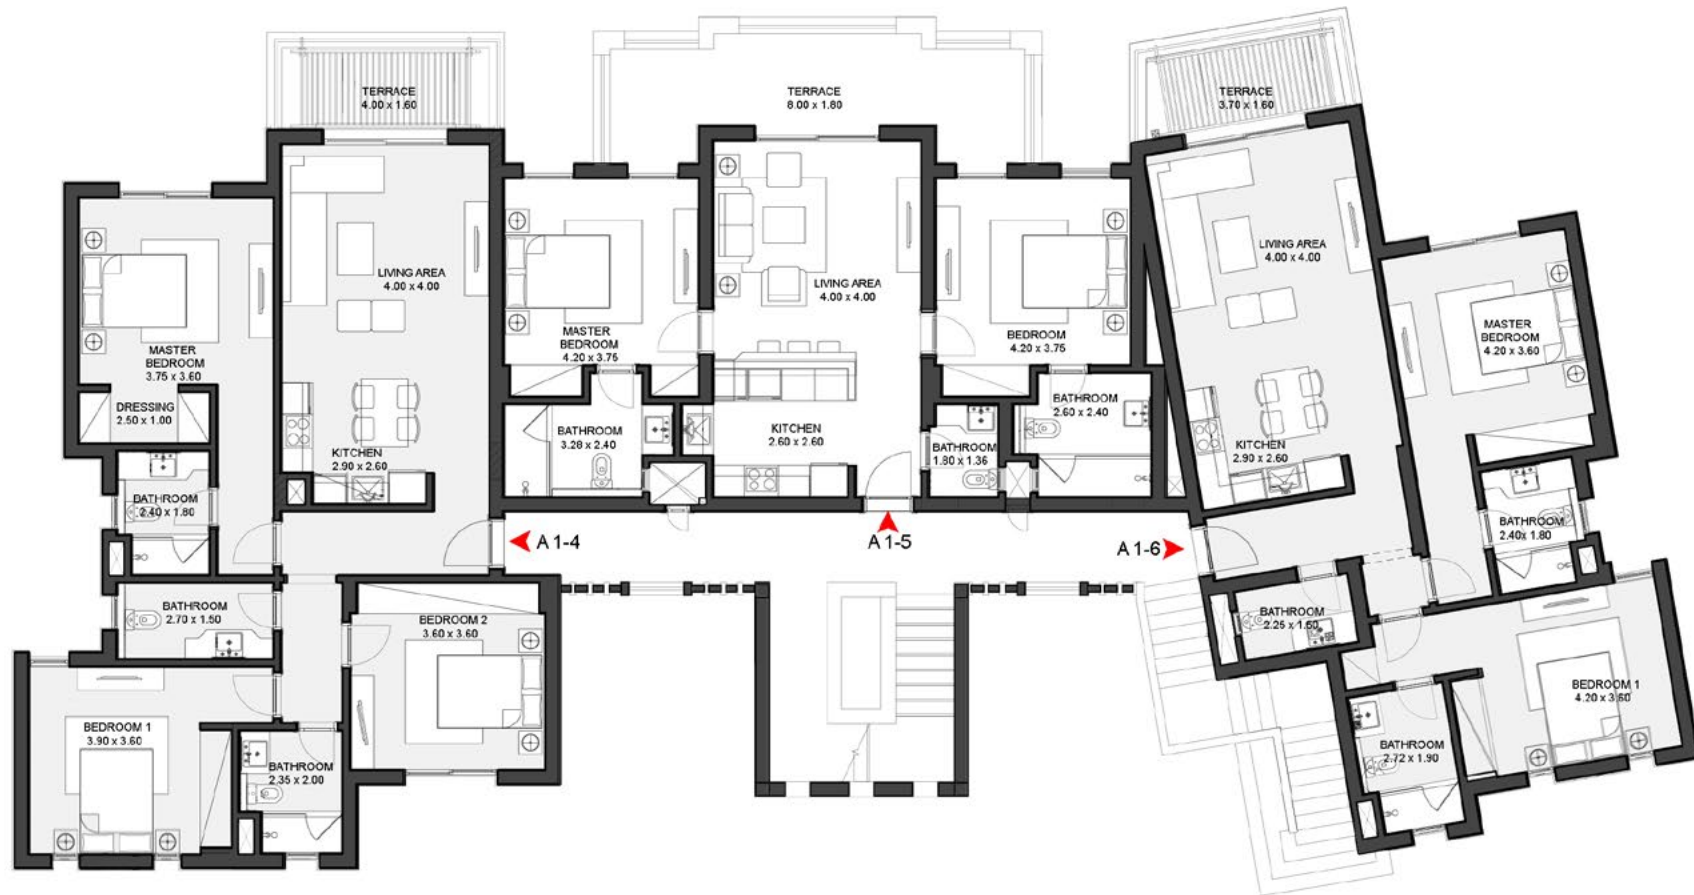 TERRACE
4.00 x 1.60
TERRACE
8.00 x 1.80
TERRACE
3.70 x 1.60
LIVING AREA
4.00 x 4.00
LIVING AREA
4.00 x 4.00
LIVING AREA
4.00 x 4.00
MASTER
BEDROOM
3.75 x 3.60
MASTER
BEDROOM
4.20 x 3.75
BEDROOM
4.20 x 3.75
MASTER
BEDROOM
4.20 x 3.60
DRESSING
2.50 x 1.00
KITCHEN
2.90 x 2.60
BATHROOM
3.28 x 2.40
KITCHEN
2.60 x 2.60
BATHROOM
1.80 x 1.36
BATHROOM
2.60 x 2.40
KITCHEN
2.90 x 2.60
BATHROOM
2.40 x 1.80
BATHROOM
2.40x 1.80
A 1-4
A 1-5
A 1-6
BATHROOM
2.70 x 1.50
BEDROOM 2
3.60 x 3.60
BATHROOM
2.25 x 1.50
BEDROOM 1
3.90 x 3.60
BATHROOM
2.35 x 2.00
BEDROOM 1
4.20 x 3.60
BATHROOM
2.72 x 1.90